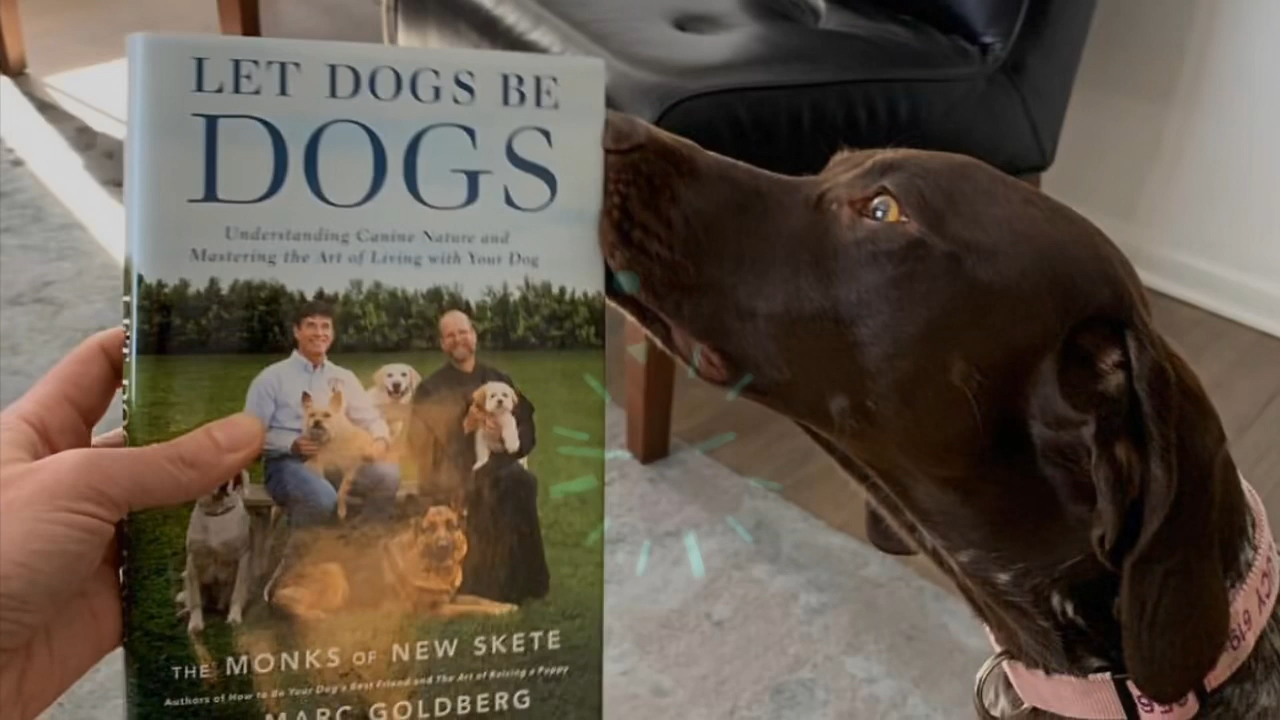 LET DOGS BE
DOGS
Understanding Canine Nature and
Mastering the Art of Living with Your Dog
THE MONKS OF NEW SKETE
Authors of How to Be Your Dog's Best Friend and The Art of Raising a Puppy
MARC GOLDBERG